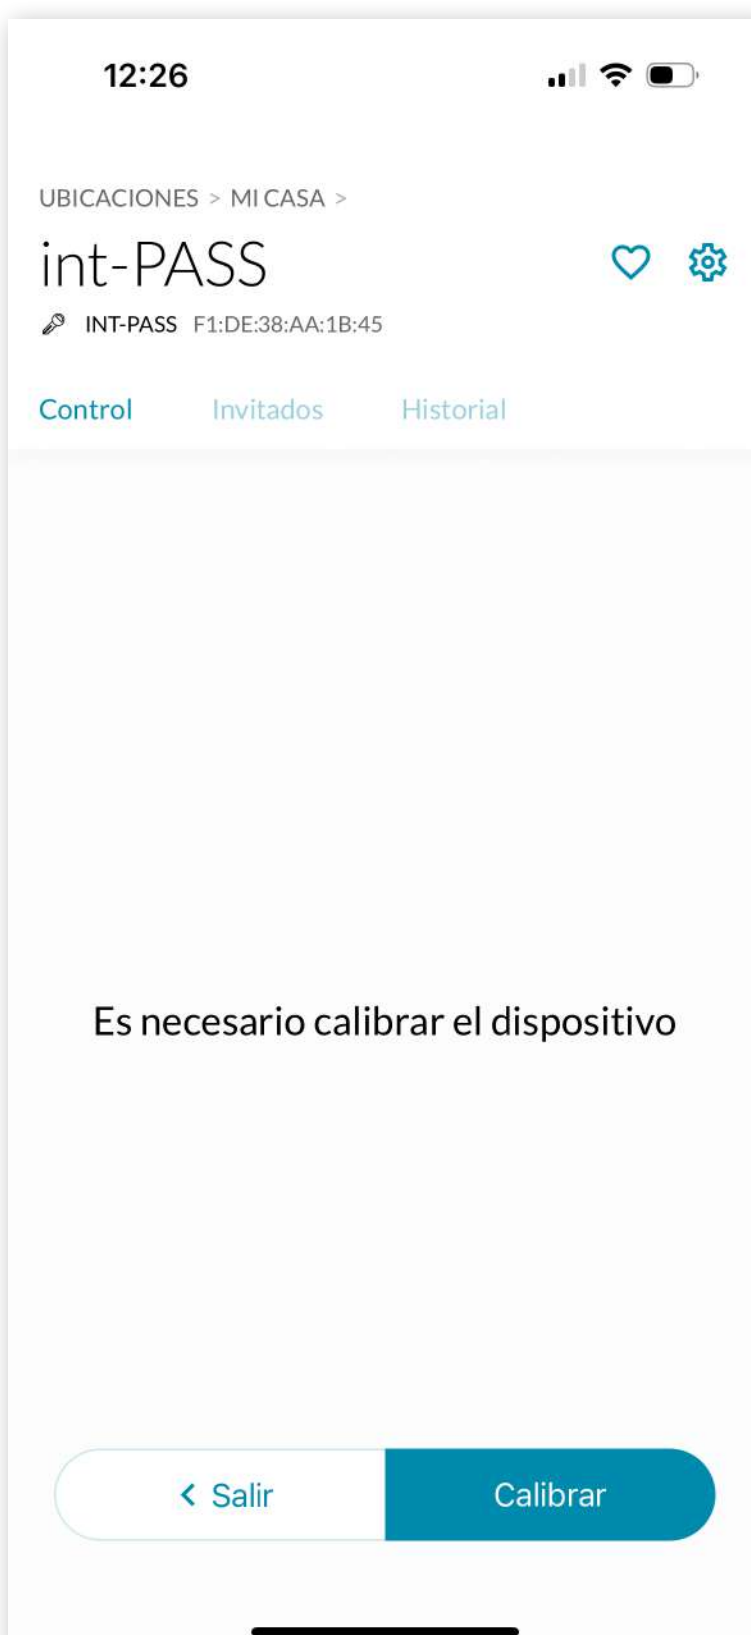 12:26
UBICACIONES > MI CASA >
int-PASS
INT-PASS F1:DE:38:AA:1B:45
Control Invitados Historial
Es necesario calibrar el dispositivo
< Salir Calibrar